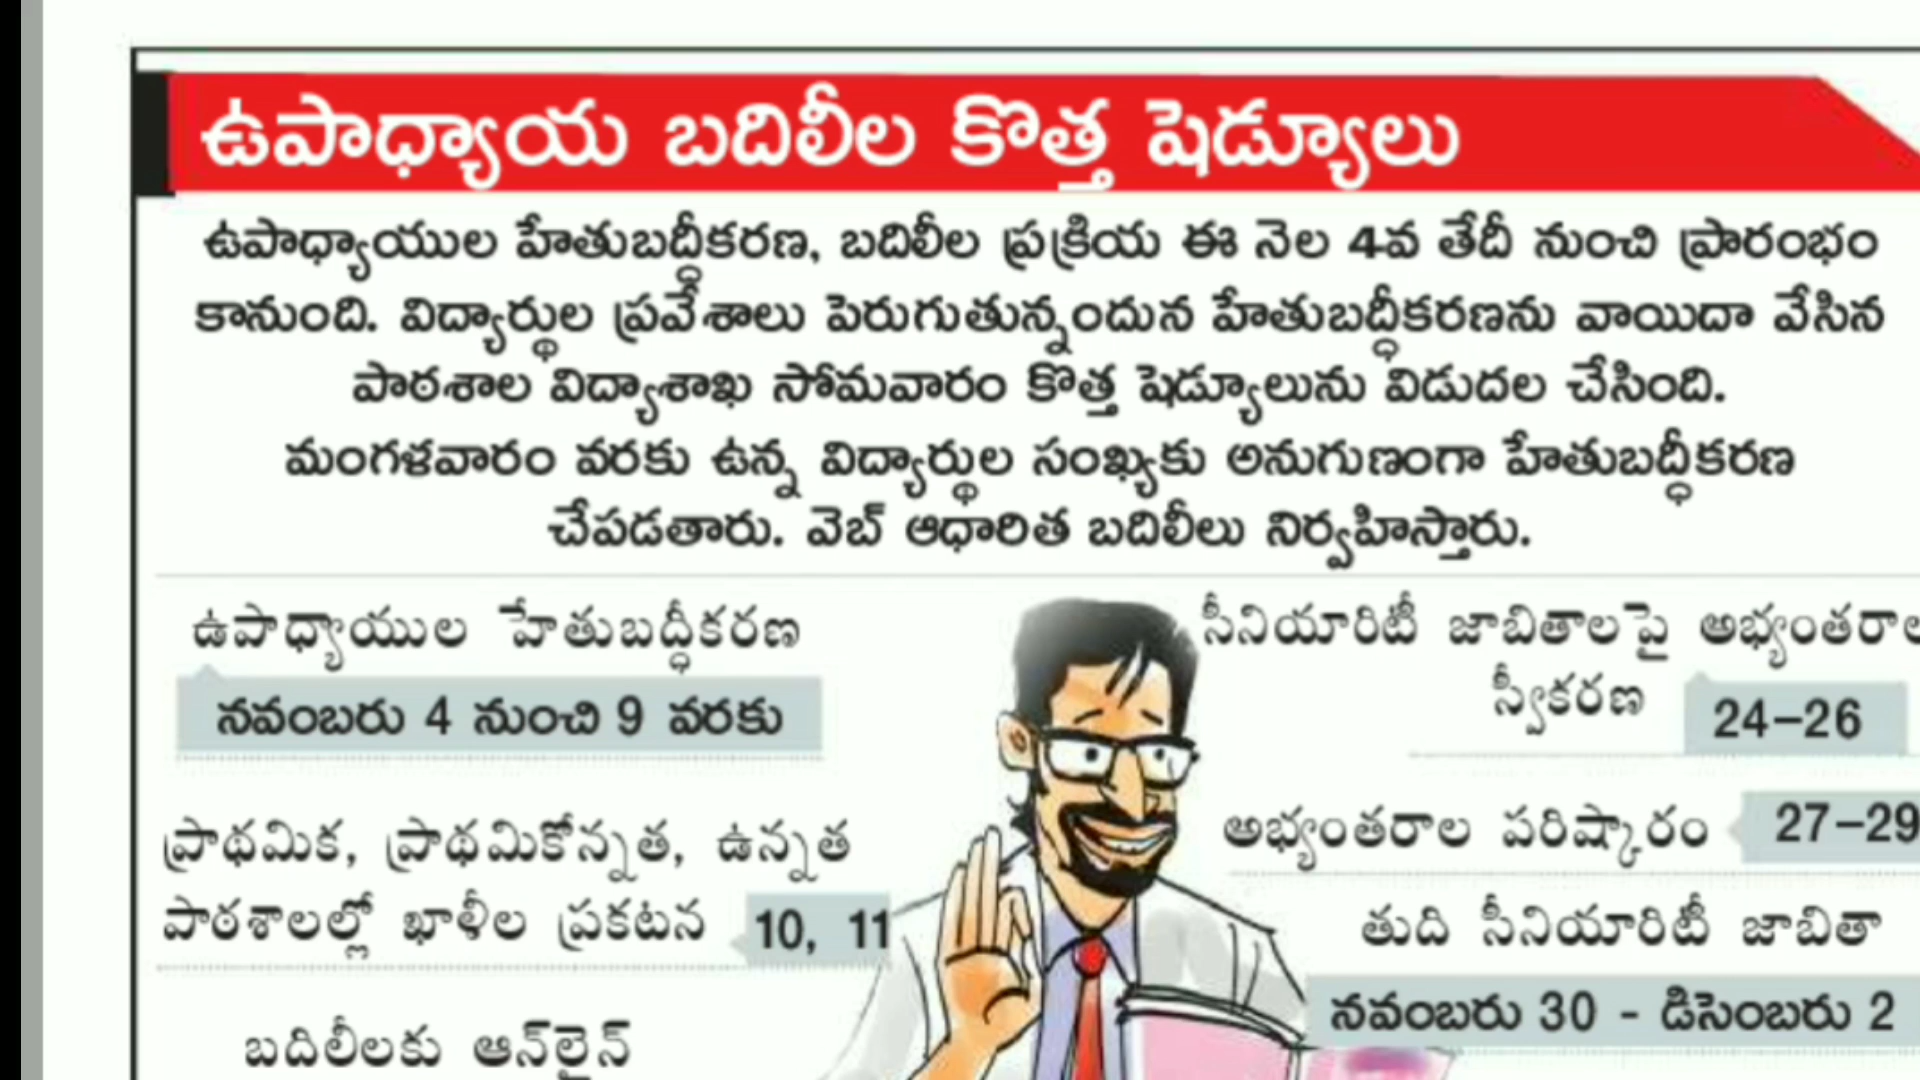 ఉపాధ్యాయ బదిలీల కొత్త షెడ్యూలు
ఉపాధ్యాయుల హేతుబద్ధీకరణ, బదిలీల ప్రక్రియ ఈ నెల 4వ తేదీ నుంచి ప్రారంభం
కానుంది. విద్యార్థుల ప్రవేశాలు పెరుగుతున్నందున హేతుబద్ధీకరణను వాయిదా వేసిన
పాఠశాల విద్యాశాఖ సోమవారం కొత్త షెడ్యూలును విడుదల చేసింది.
మంగళవారం వరకు ఉన్న విద్యార్థుల సంఖ్యకు అనుగుణంగా హేతుబద్ధీకరణ
చేపడతారు. వెబ్ ఆధారిత బదిలీలు నిర్వహిస్తారు.
ఉపాధ్యాయుల హేతుబద్ధీకరణ
నవంబరు 4 నుంచి 9 వరకు
ప్రాథమిక, ప్రాథమికోన్నత, ఉన్నత
పాఠశాలల్లో ఖాళీల ప్రకటన 10, 11
బదిలీలకు ఆన్‌లైన్
సీనియారిటీ జాబితాలపై అభ్యంతరాల
స్వీకరణ 24-26
అభ్యంతరాల పరిష్కారం 27-29
తుది సీనియారిటీ జాబితా
నవంబరు 30 - డిసెంబరు 2